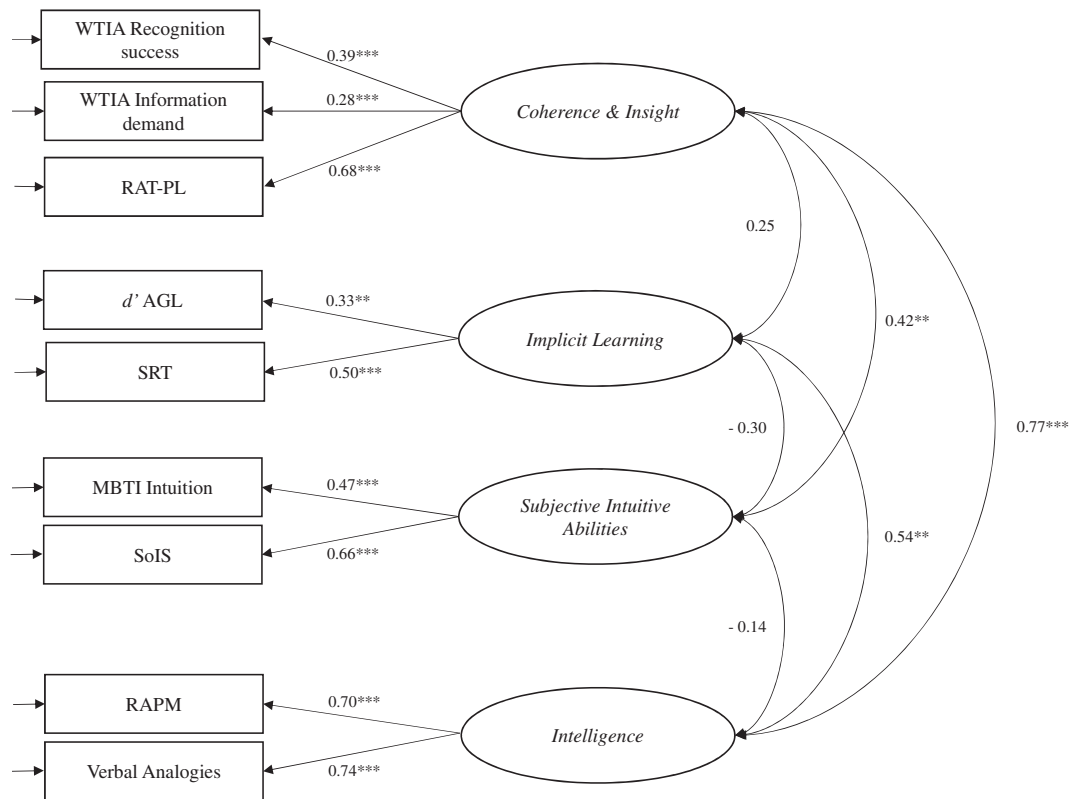 WTIA Recognition
success
0.39***
WTIA Information
demand
0.28***
Coherence & Insight
RAT-PL
0.68***
0.25
d’ AGL
0.33**
0.42**
Implicit Learning
SRT
0.50***
- 0.30
0.77***
MBTI Intuition
0.47***
Subjective Intuitive
Abilities
SoIS
0.66***
0.54**
- 0.14
RAPM
0.70***
Intelligence
Verbal Analogies
0.74***